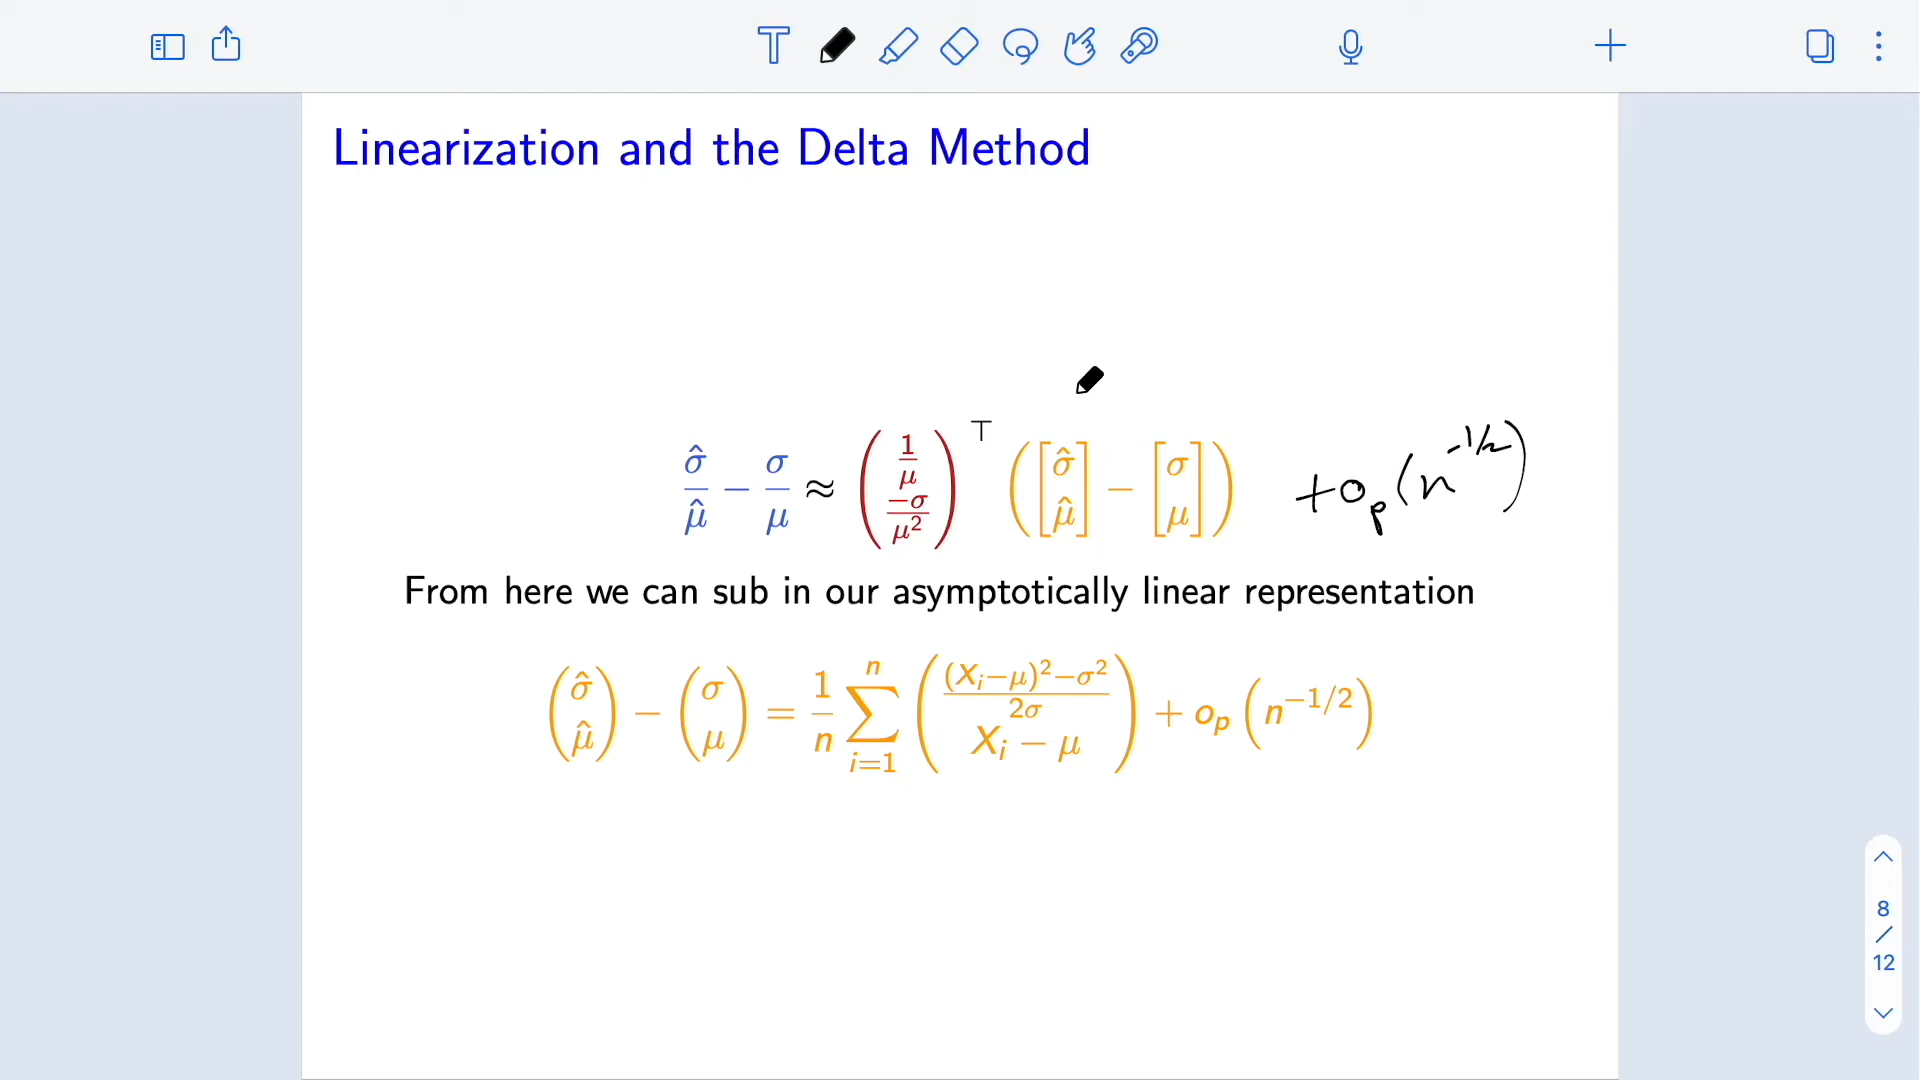 Linearization and the Delta Method
σ̂/μ̂ − σ/μ ≈ (1/μ, −σ/μ²)^⊤ ([σ̂, μ̂] − [σ, μ]) + o_p(n^{-1/2})
From here we can sub in our asymptotically linear representation
(σ̂, μ̂) − (σ, μ) = 1/n ∑_{i=1}^{n} (((X_i−μ)²−σ²)/2σ, X_i − μ) + o_p(n^{−1/2})
8
/
12